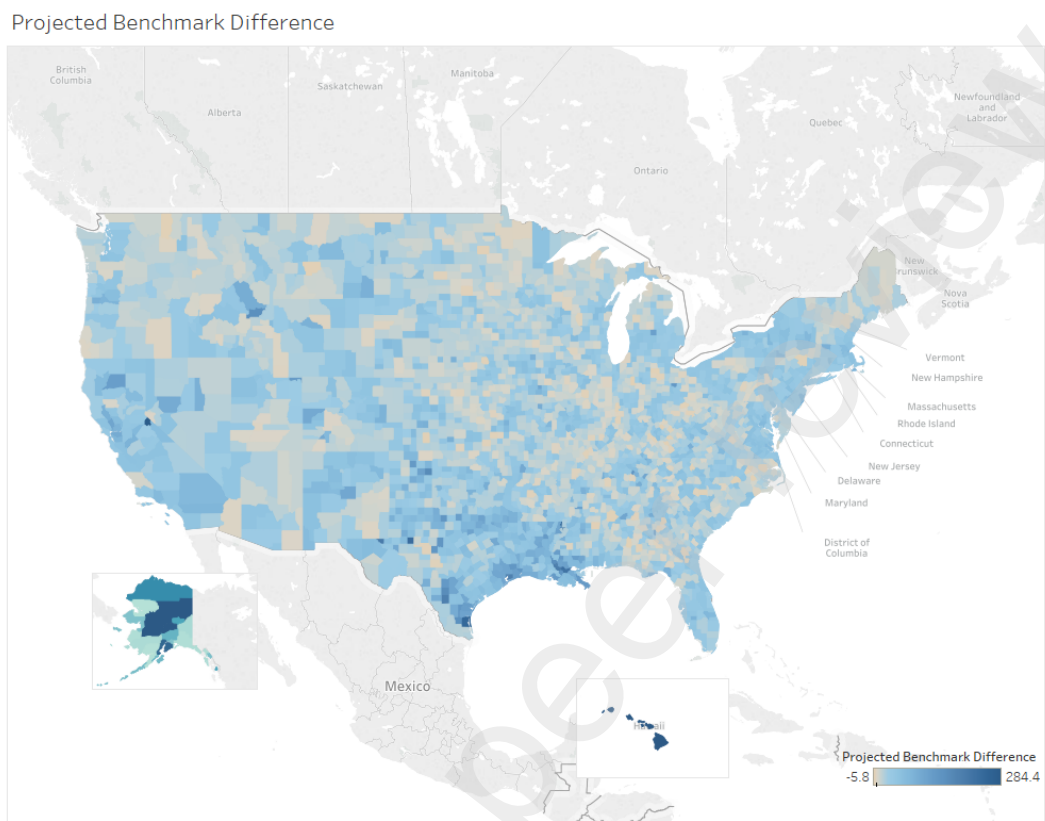 Projected Benchmark Difference
British
Columbia
Alberta
Saskatchewan
Manitoba
Ontario
Quebec
Newfoundland
and
Labrador
New
runswick
Nova
Scotia
Vermont
New Hampshire
Massachusetts
Rhode Island
Connecticut
New Jersey
Delaware
Maryland
District of
Columbia
Mexico
Hawaii
Projected Benchmark Difference
-5.8 284.4